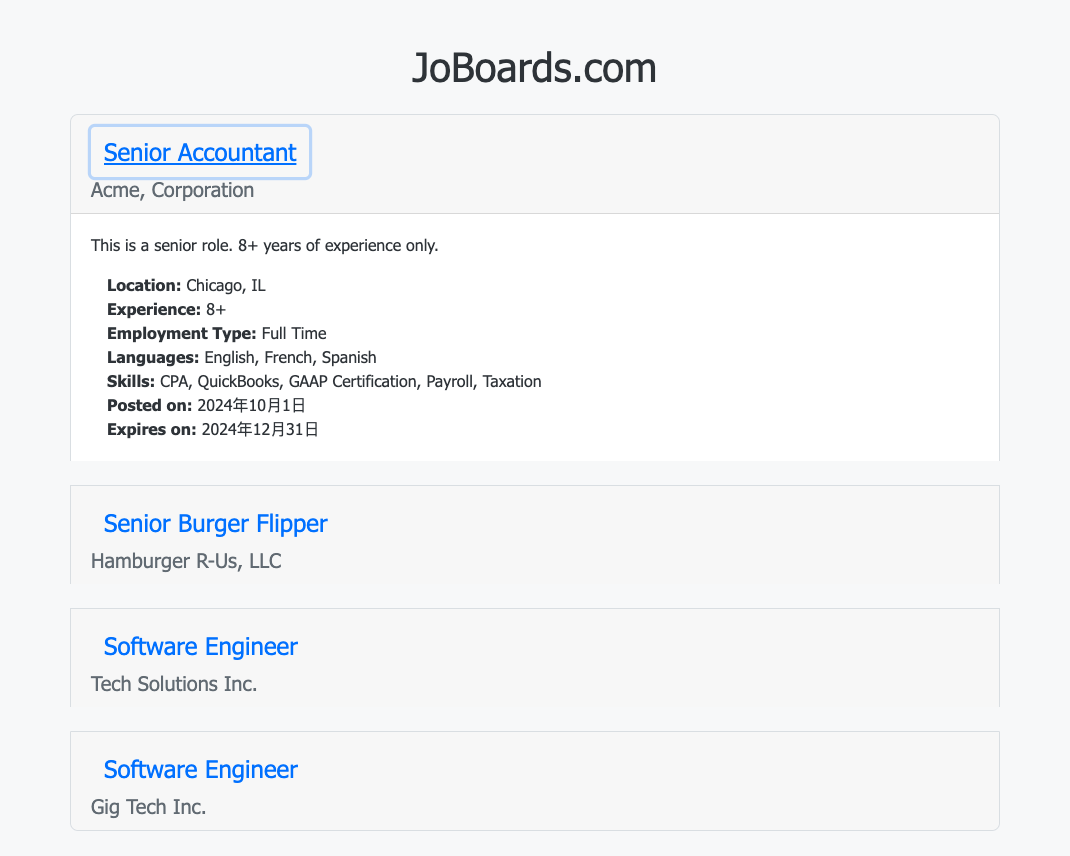 JoBoards.com
Senior Accountant
Acme, Corporation
This is a senior role. 8+ years of experience only.
Location: Chicago, IL
Experience: 8+
Employment Type: Full Time
Languages: English, French, Spanish
Skills: CPA, QuickBooks, GAAP Certification, Payroll, Taxation
Posted on: 2024年10月1日
Expires on: 2024年12月31日
Senior Burger Flipper
Hamburger R-Us, LLC
Software Engineer
Tech Solutions Inc.
Software Engineer
Gig Tech Inc.